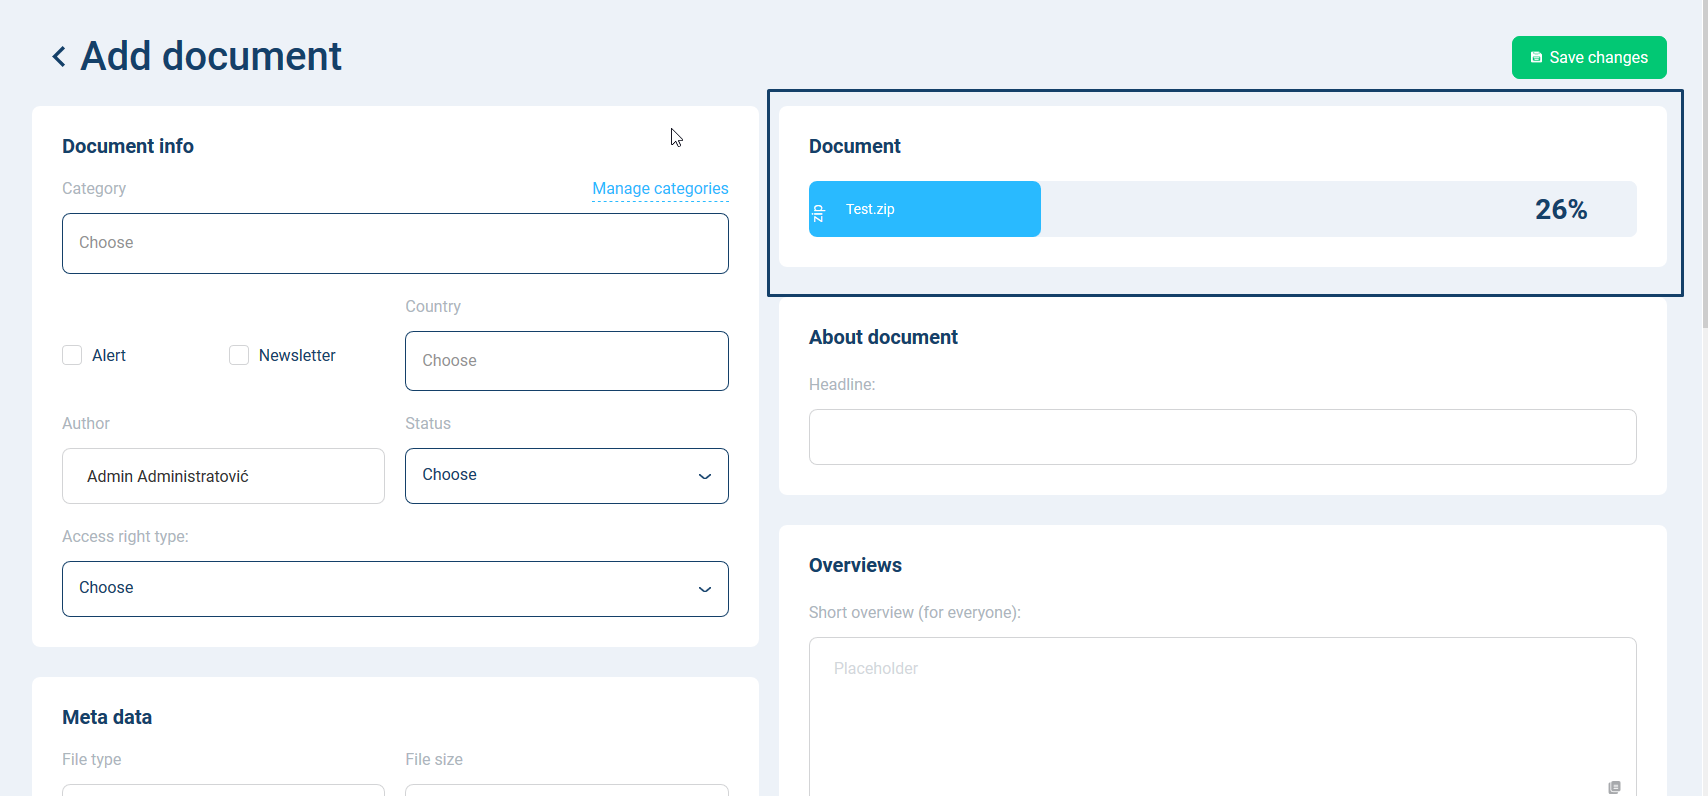 Add document
Save changes
Document info
Category
Manage categories
Choose
Country
Alert
Newsletter
Choose
Author
Status
Admin Administratović
Choose
Access right type:
Choose
Meta data
File type
File size
Document
zip
Test.zip
26%
About document
Headline:
Overviews
Short overview (for everyone):
Placeholder